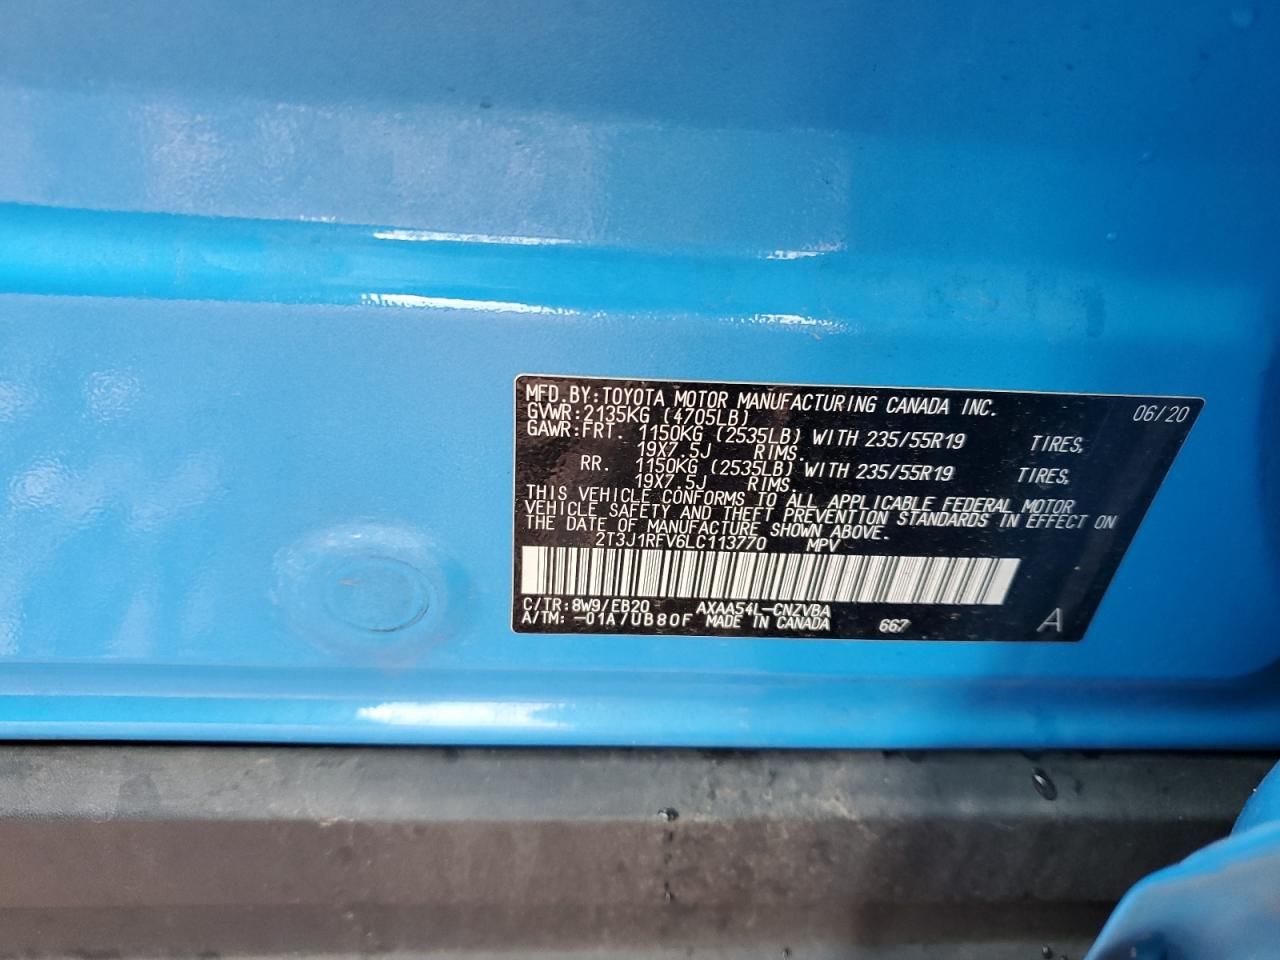 MFD.BY:TOYOTA MOTOR MANUFACTURING CANADA INC. 06/20
GVWR:2135KG (4705LB)
GAWR:FRT. 1150KG (2535LB) WITH 235/55R19 TIRES,
19X7.5J RIMS.
RR. 1150KG (2535LB) WITH 235/55R19 TIRES,
19X7.5J RIMS.
THIS VEHICLE CONFORMS TO ALL APPLICABLE FEDERAL MOTOR
VEHICLE SAFETY AND THEFT PREVENTION STANDARDS IN EFFECT ON
THE DATE OF MANUFACTURE SHOWN ABOVE.
2T3J1RFV6LC113770 MPV
C/TR:8W9/EB20 AXAA54L-CNZVBA
A/TM:-01A/UB80F MADE IN CANADA 667 A